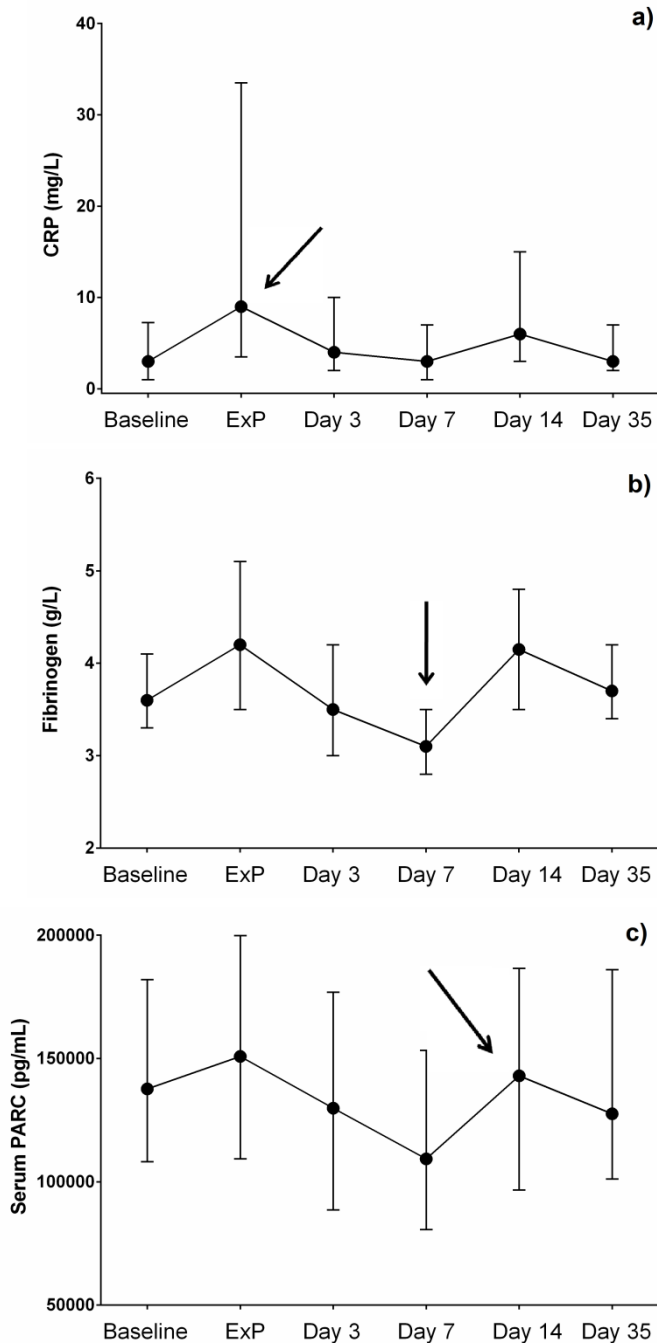 a)
40
30
20
10
0
CRP (mg/L)
Baseline ExP Day 3 Day 7 Day 14 Day 35
b)
6
5
4
3
2
Fibrinogen (g/L)
Baseline ExP Day 3 Day 7 Day 14 Day 35
c)
200000
150000
100000
50000
Serum PARC (pg/mL)
Baseline ExP Day 3 Day 7 Day 14 Day 35